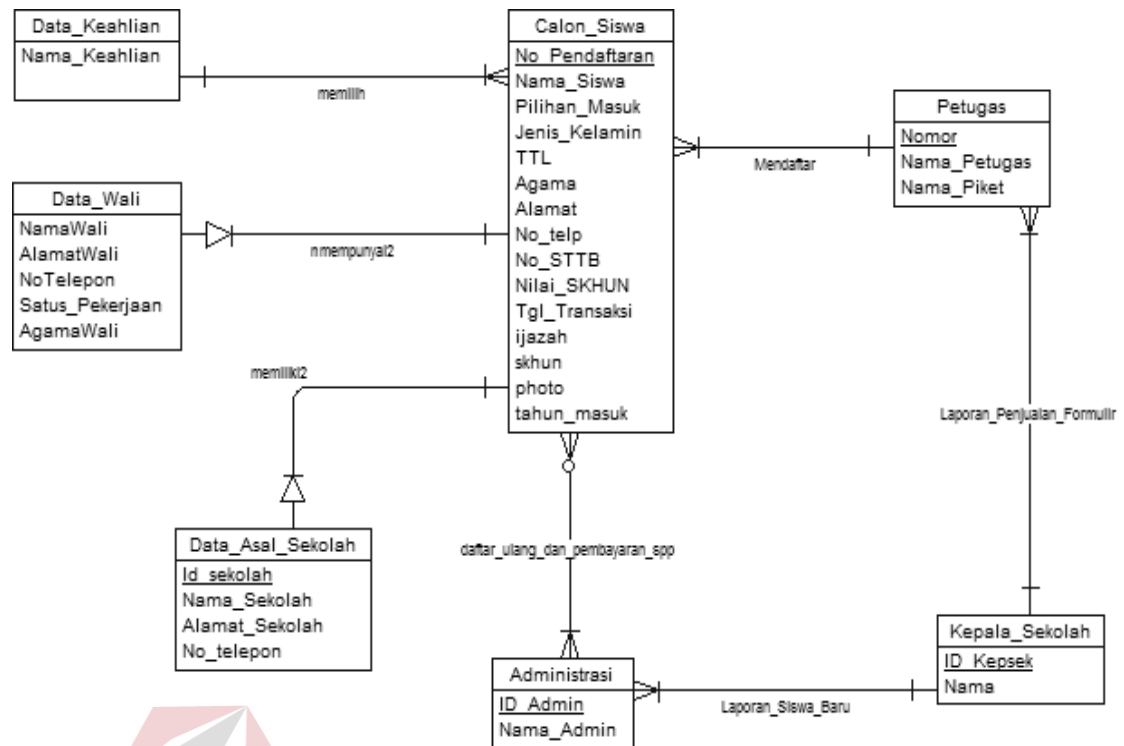 Data_Keahlian
Nama_Keahlian
memilih
Calon_Siswa
No_Pendaftaran
Nama_Siswa
Pilihan_Masuk
Jenis_Kelamin
TTL
Agama
Alamat
No_telp
No_STTB
Nilai_SKHUN
Tgl_Transaksi
ijazah
skhun
photo
tahun_masuk
Mendaftar
Petugas
Nomor
Nama_Petugas
Nama_Piket
Data_Wali
NamaWali
AlamatWali
NoTelepon
Satus_Pekerjaan
AgamaWali
nmempunyai2
memiliki2
Laporan_Penjualan_Formulir
Data_Asal_Sekolah
Id_sekolah
Nama_Sekolah
Alamat_Sekolah
No_telepon
daftar_ulang_dan_pembayaran_spp
Administrasi
ID_Admin
Nama_Admin
Laporan_Siswa_Baru
Kepala_Sekolah
ID_Kepsek
Nama